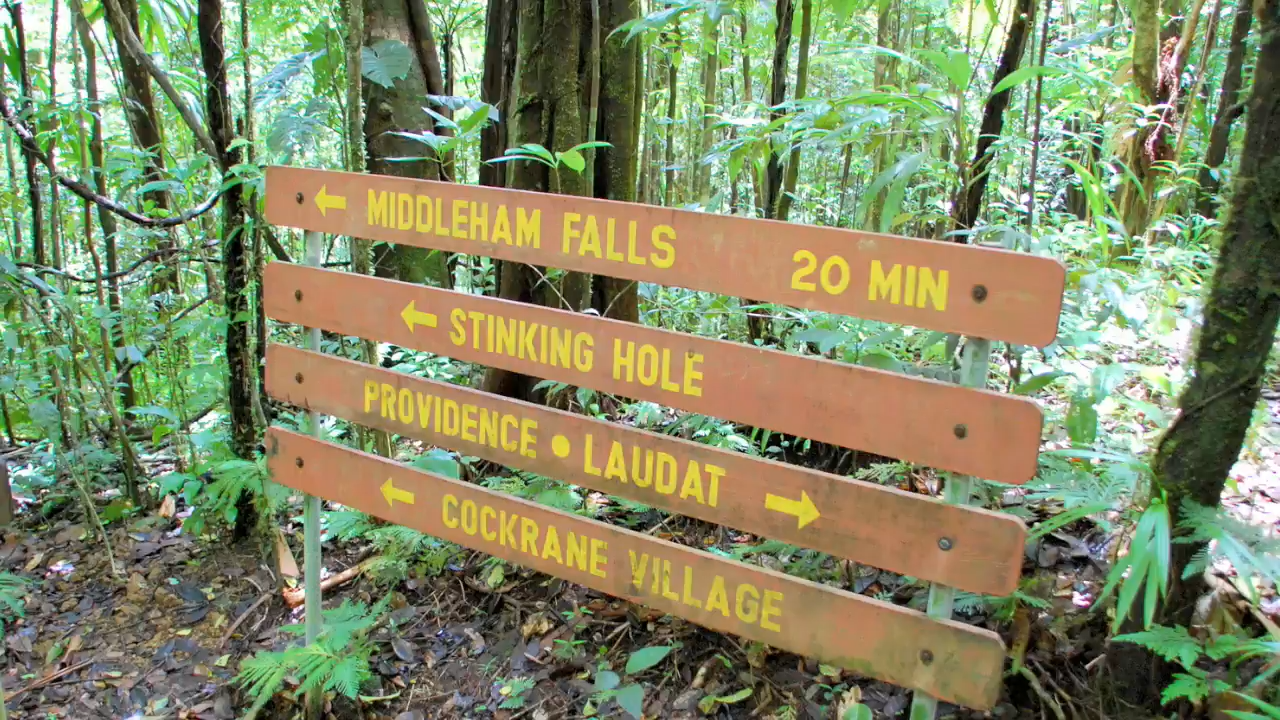 ← MIDDLEHAM FALLS 20 MIN
← STINKING HOLE
PROVIDENCE • LAUDAT →
← COCKRANE VILLAGE